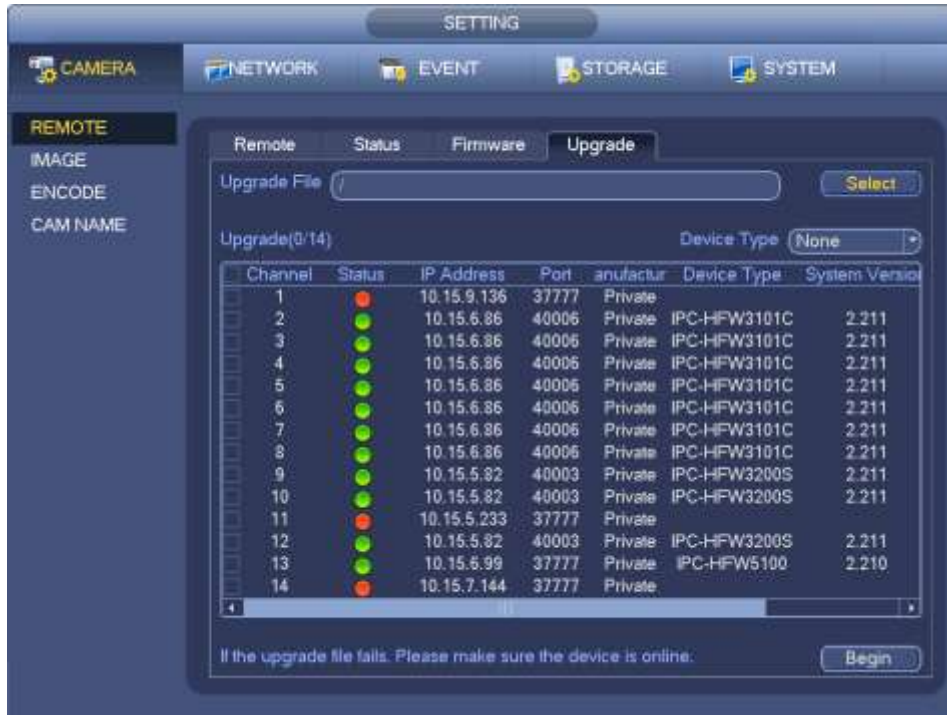 SETTING
CAMERA NETWORK EVENT STORAGE SYSTEM
REMOTE
IMAGE
ENCODE
CAM NAME
Remote Status Firmware Upgrade
Upgrade File / Select
Upgrade(0/14) Device Type None
Channel Status IP Address Port anufactur Device Type System Version
1 10.15.9.136 37777 Private
2 10.15.6.86 40006 Private IPC-HFW3101C 2.211
3 10.15.6.86 40006 Private IPC-HFW3101C 2.211
4 10.15.6.86 40006 Private IPC-HFW3101C 2.211
5 10.15.6.86 40006 Private IPC-HFW3101C 2.211
6 10.15.6.86 40006 Private IPC-HFW3101C 2.211
7 10.15.6.86 40006 Private IPC-HFW3101C 2.211
8 10.15.6.86 40006 Private IPC-HFW3101C 2.211
9 10.15.5.82 40003 Private IPC-HFW3200S 2.211
10 10.15.5.82 40003 Private IPC-HFW3200S 2.211
11 10.15.5.233 37777 Private
12 10.15.5.82 40003 Private IPC-HFW3200S 2.211
13 10.15.6.99 37777 Private IPC-HFW5100 2.210
14 10.15.7.144 37777 Private
If the upgrade file fails. Please make sure the device is online. Begin